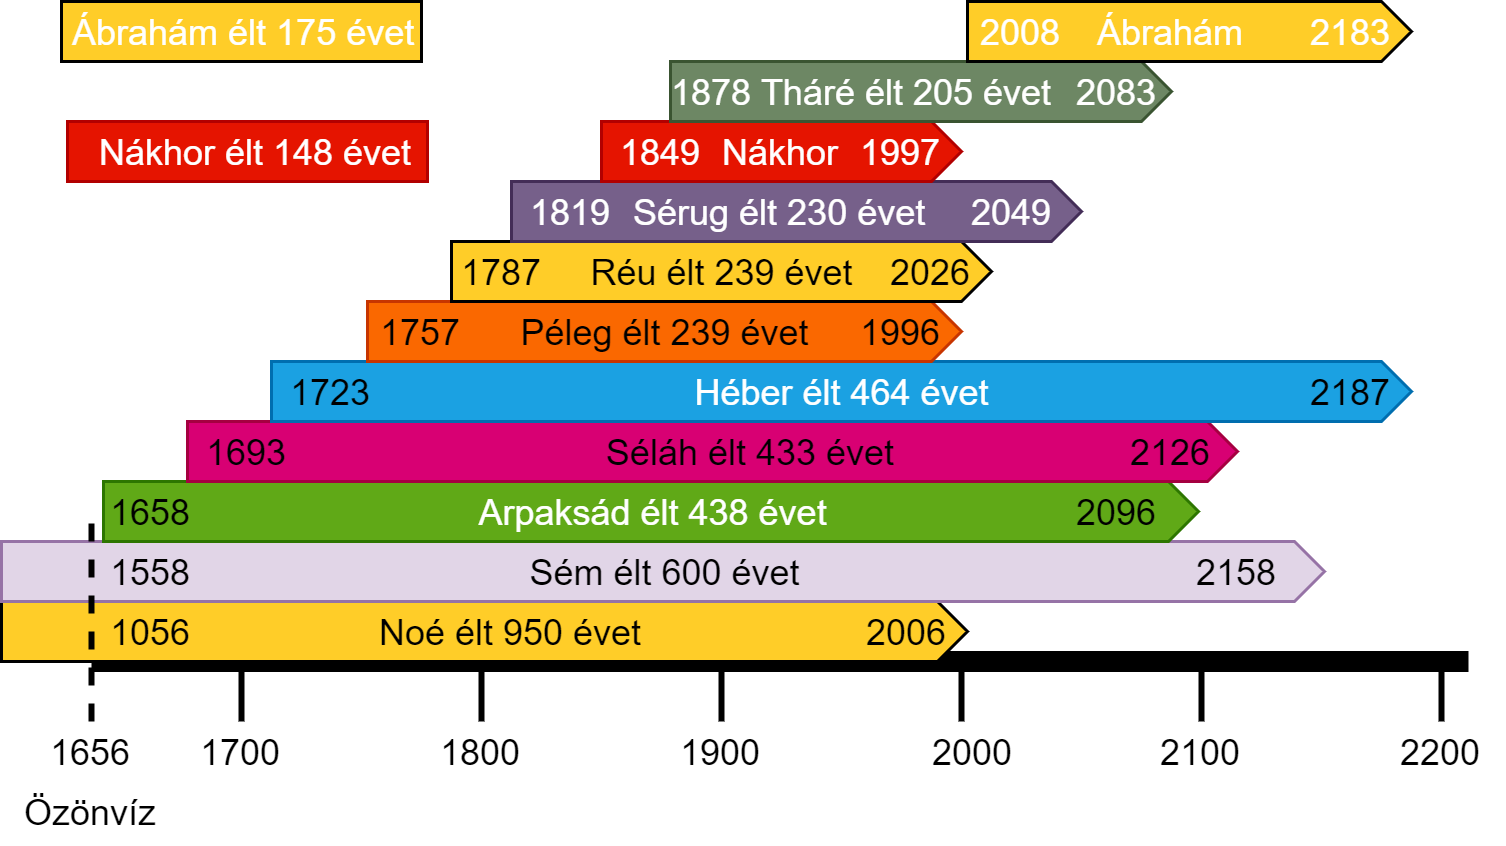 Ábrahám élt 175 évet
2008 Ábrahám 2183
1878 Tháré élt 205 évet 2083
Nákhor élt 148 évet
1849 Nákhor 1997
1819 Sérug élt 230 évet 2049
1787 Réu élt 239 évet 2026
1757 Péleg élt 239 évet 1996
1723 Héber élt 464 évet 2187
1693 Séláh élt 433 évet 2126
1658 Arpaksád élt 438 évet 2096
1558 Sém élt 600 évet 2158
1056 Noé élt 950 évet 2006
1656 1700 1800 1900 2000 2100 2200
Özönvíz